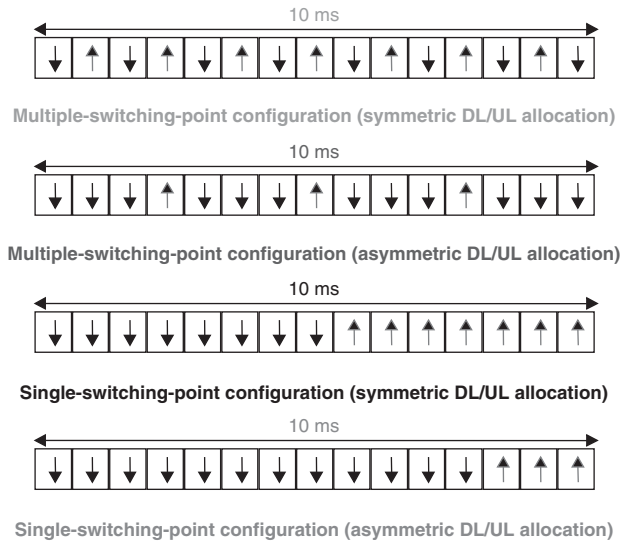 10 ms
Multiple-switching-point configuration (symmetric DL/UL allocation)
10 ms
Multiple-switching-point configuration (asymmetric DL/UL allocation)
10 ms
Single-switching-point configuration (symmetric DL/UL allocation)
10 ms
Single-switching-point configuration (asymmetric DL/UL allocation)